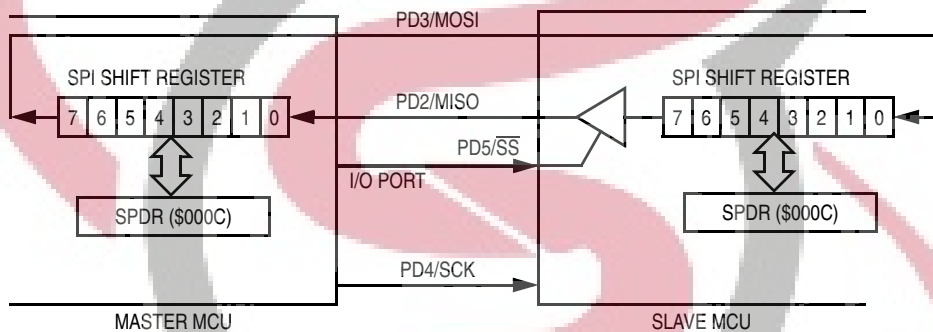 PD3/MOSI
SPI SHIFT REGISTER
SPI SHIFT REGISTER
7 6 5 4 3 2 1 0
PD2/MISO
7 6 5 4 3 2 1 0
PD5/SS
I/O PORT
SPDR ($000C)
SPDR ($000C)
PD4/SCK
MASTER MCU
SLAVE MCU